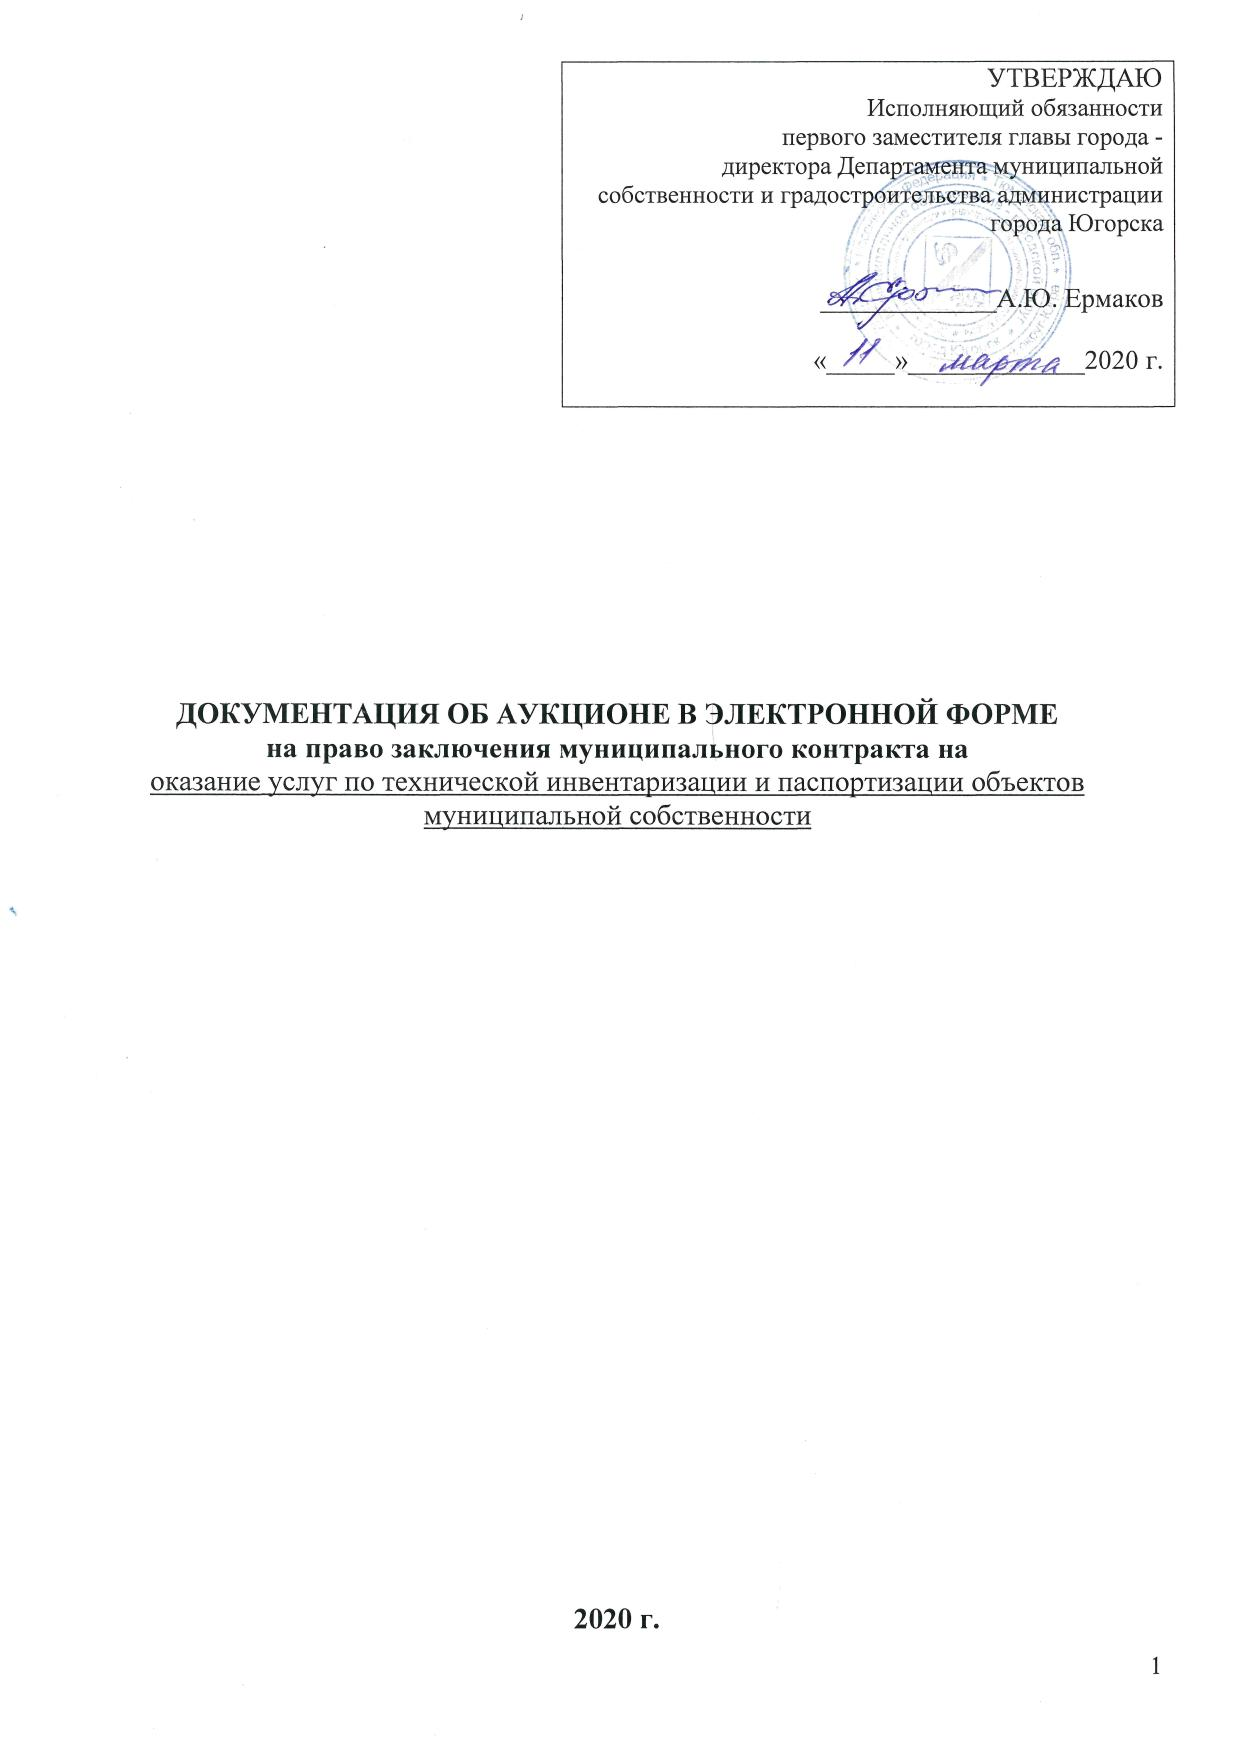 УТВЕРЖДАЮ
Исполняющий обязанности
первого заместителя главы города -
директора Департамента муниципальной
собственности и градостроительства администрации
города Югорска
А.Ю. Ермаков
«11» марта 2020 г.
ДОКУМЕНТАЦИЯ ОБ АУКЦИОНЕ В ЭЛЕКТРОННОЙ ФОРМЕ
на право заключения муниципального контракта на
оказание услуг по технической инвентаризации и паспортизации объектов
муниципальной собственности
2020 г.
1